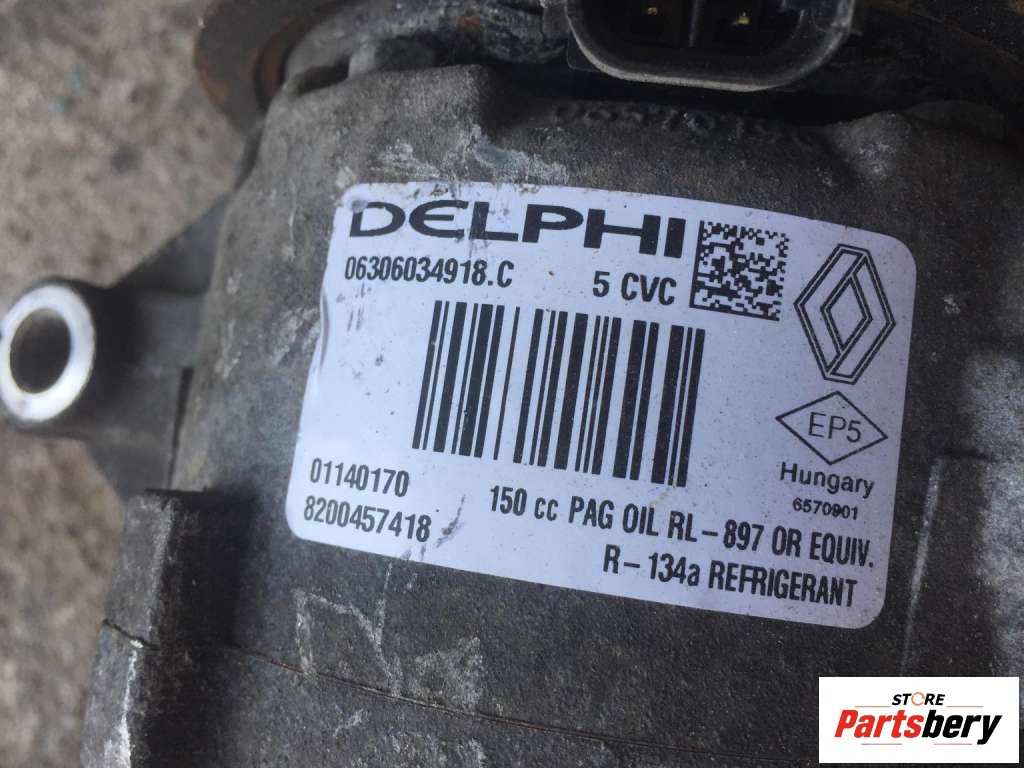 DELPHI
06306034918.C 5 CVC
EP5
Hungary
6570901
01140170
8200457418
150 cc PAG OIL RL-897 OR EQUIV.
R-134a REFRIGERANT
STORE
Partsbery